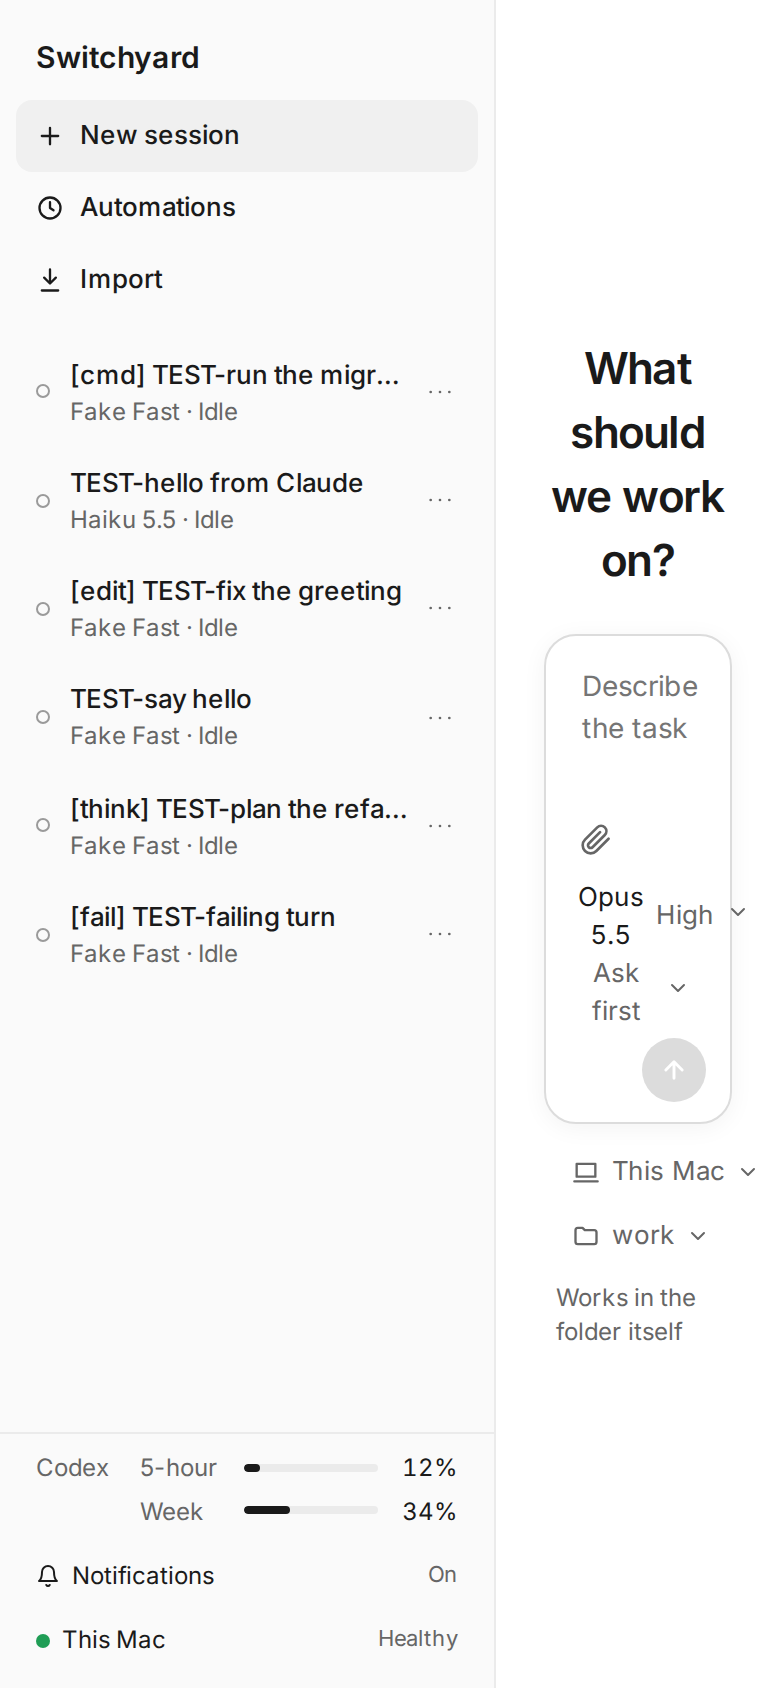 Switchyard
New session
Automations
Import
[cmd] TEST-run the migr...
Fake Fast · Idle
TEST-hello from Claude
Haiku 5.5 · Idle
[edit] TEST-fix the greeting
Fake Fast · Idle
TEST-say hello
Fake Fast · Idle
[think] TEST-plan the refa...
Fake Fast · Idle
[fail] TEST-failing turn
Fake Fast · Idle
Codex 5-hour 12%
Week 34%
Notifications On
This Mac Healthy
What
should
we work
on?
Describe
the task
Opus
5.5
High
Ask
first
This Mac
work
Works in the
folder itself